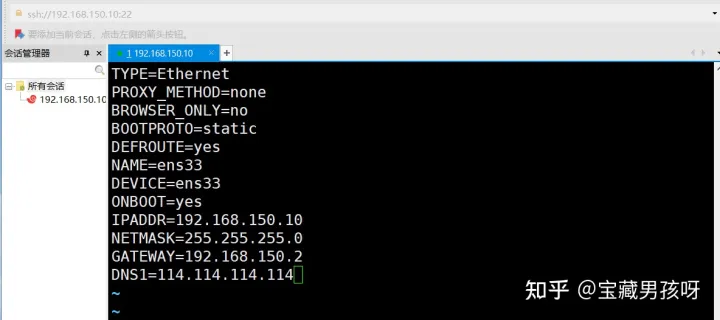 ssh://192.168.150.10:22
要添加当前会话，点击左侧的箭头按钮。
会话管理器
1 192.168.150.10
+
所有会话
192.168.150.10
TYPE=Ethernet
PROXY_METHOD=none
BROWSER_ONLY=no
BOOTPROTO=static
DEFROUTE=yes
NAME=ens33
DEVICE=ens33
ONBOOT=yes
IPADDR=192.168.150.10
NETMASK=255.255.255.0
GATEWAY=192.168.150.2
DNS1=114.114.114.114
~
~
知乎 @宝藏男孩呀